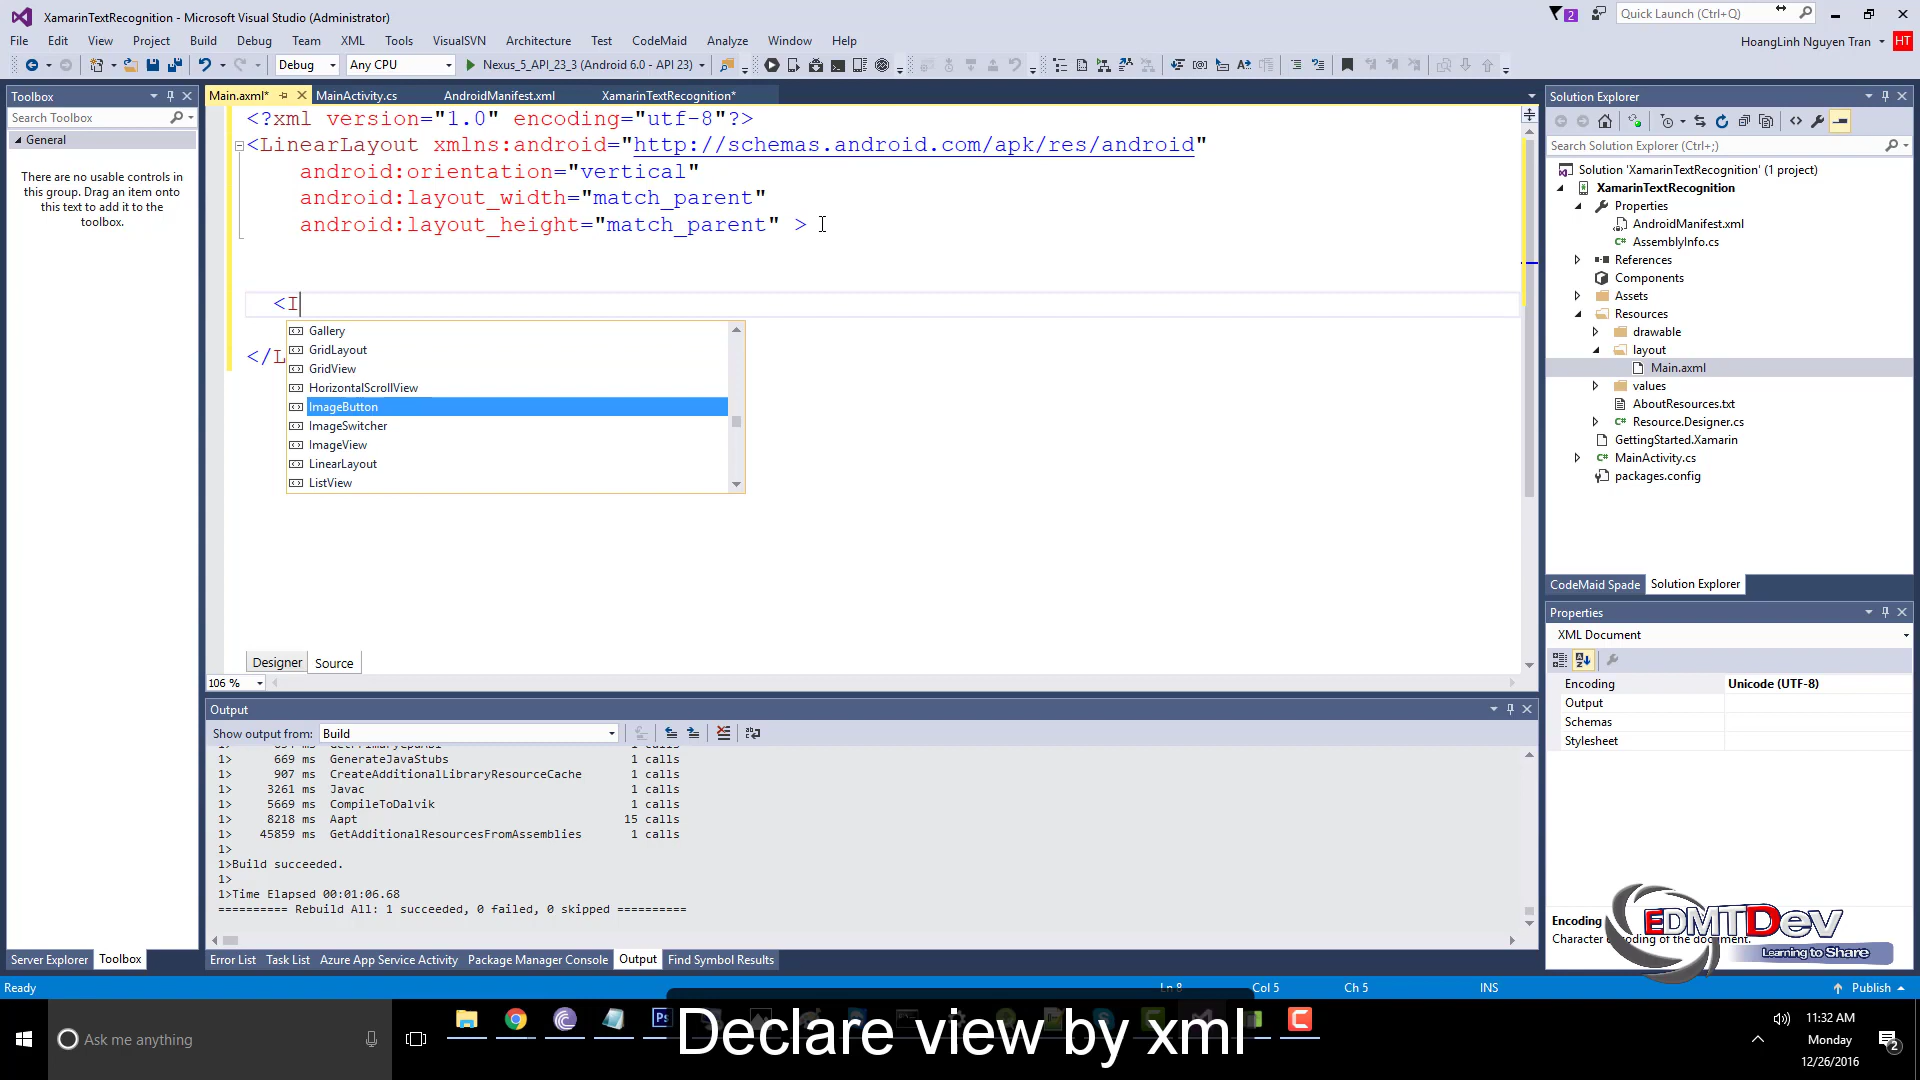 XamarinTextRecognition - Microsoft Visual Studio (Administrator)
2
Quick Launch (Ctrl+Q)
File Edit View Project Build Debug Team XML Tools VisualSVN Architecture Test CodeMaid Analyze Window Help
HoangLinh Nguyen Tran HT
Debug Any CPU Nexus_5_API_23_3 (Android 6.0 - API 23)
Toolbox
Search Toolbox
General
There are no usable controls in
this group. Drag an item onto
this text to add it to the
toolbox.
Main.axml* MainActivity.cs AndroidManifest.xml XamarinTextRecognition*
<?xml version="1.0" encoding="utf-8"?>
<LinearLayout xmlns:android="http://schemas.android.com/apk/res/android"
android:orientation="vertical"
android:layout_width="match_parent"
android:layout_height="match_parent" >
<I
Gallery
GridLayout
GridView
HorizontalScrollView
ImageButton
ImageSwitcher
ImageView
LinearLayout
ListView
</L
Designer Source
106 %
Solution Explorer
Search Solution Explorer (Ctrl+;)
Solution 'XamarinTextRecognition' (1 project)
XamarinTextRecognition
Properties
AndroidManifest.xml
AssemblyInfo.cs
References
Components
Assets
Resources
drawable
layout
Main.axml
values
AboutResources.txt
Resource.Designer.cs
GettingStarted.Xamarin
MainActivity.cs
packages.config
CodeMaid Spade Solution Explorer
Properties
XML Document
Encoding Unicode (UTF-8)
Output
Schemas
Stylesheet
Encoding
Character encoding of the document.
EDMTDev
Learning to Share
Output
Show output from: Build
1> 669 ms GenerateJavaStubs 1 calls
1> 907 ms CreateAdditionalLibraryResourceCache 1 calls
1> 3261 ms Javac 1 calls
1> 5669 ms CompileToDalvik 1 calls
1> 8218 ms Aapt 15 calls
1> 45859 ms GetAdditionalResourcesFromAssemblies 1 calls
1>
1>Build succeeded.
1>
1>Time Elapsed 00:01:06.68
========== Rebuild All: 1 succeeded, 0 failed, 0 skipped ==========
Server Explorer Toolbox
Error List Task List Azure App Service Activity Package Manager Console Output Find Symbol Results
Ready Ln 8 Col 5 Ch 5 INS Publish
Ask me anything
Declare view by xml
11:32 AM
Monday
12/26/2016
2